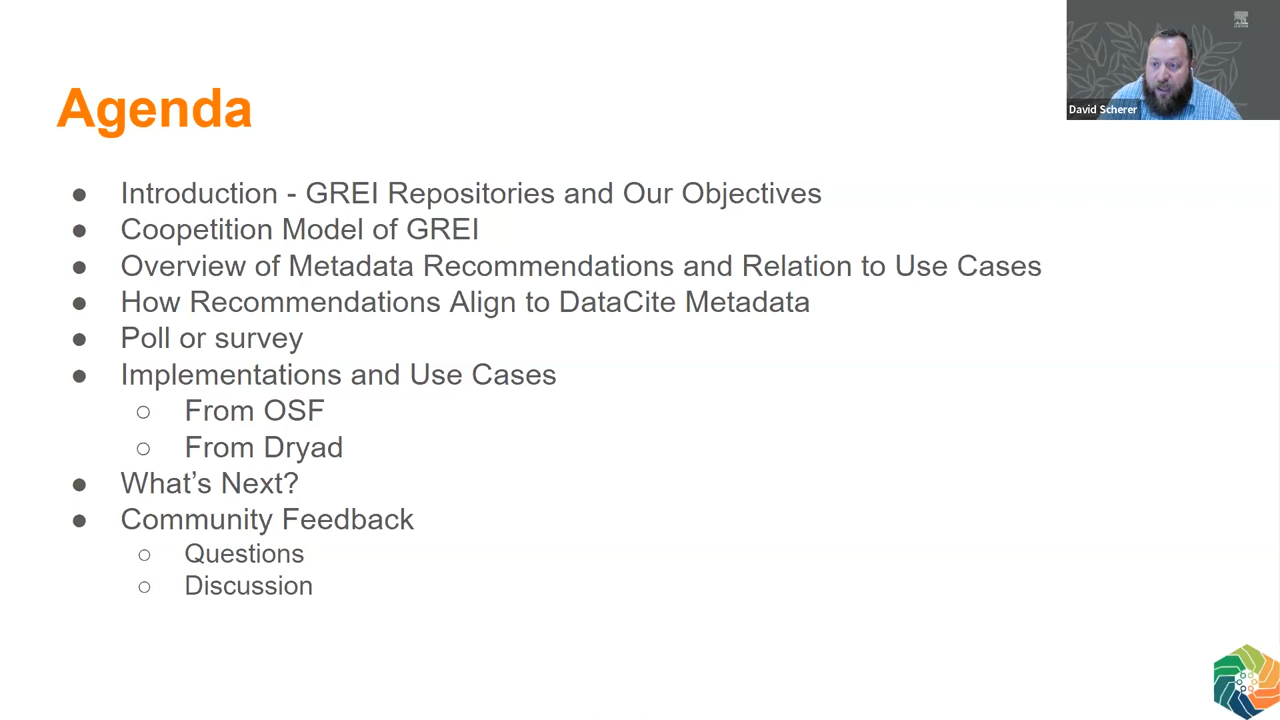 Agenda
David Scherer
● Introduction - GREI Repositories and Our Objectives
● Coopetition Model of GREI
● Overview of Metadata Recommendations and Relation to Use Cases
● How Recommendations Align to DataCite Metadata
● Poll or survey
● Implementations and Use Cases
○ From OSF
○ From Dryad
● What’s Next?
● Community Feedback
○ Questions
○ Discussion